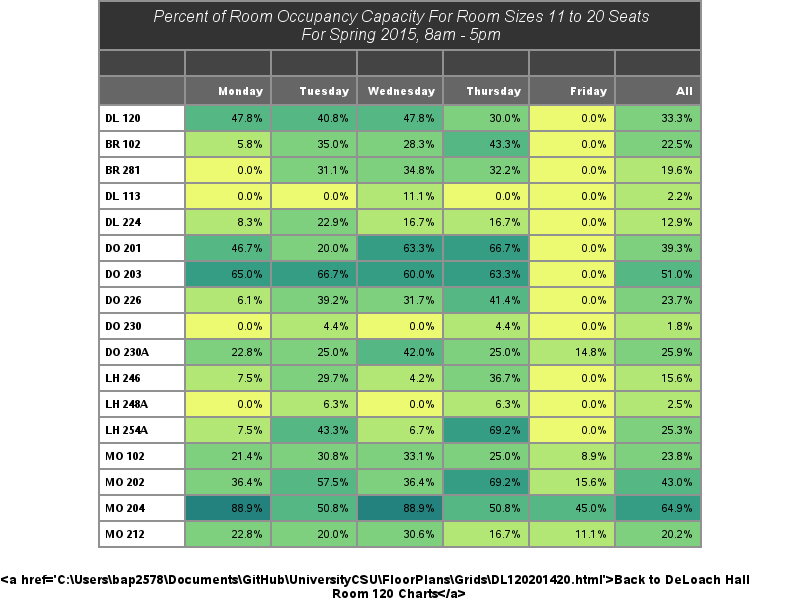 Percent of Room Occupancy Capacity For Room Sizes 11 to 20 Seats
For Spring 2015, 8am - 5pm
Monday Tuesday Wednesday Thursday Friday All
DL 120 47.8% 40.8% 47.8% 30.0% 0.0% 33.3%
BR 102 5.8% 35.0% 28.3% 43.3% 0.0% 22.5%
BR 281 0.0% 31.1% 34.8% 32.2% 0.0% 19.6%
DL 113 0.0% 0.0% 11.1% 0.0% 0.0% 2.2%
DL 224 8.3% 22.9% 16.7% 16.7% 0.0% 12.9%
DO 201 46.7% 20.0% 63.3% 66.7% 0.0% 39.3%
DO 203 65.0% 66.7% 60.0% 63.3% 0.0% 51.0%
DO 226 6.1% 39.2% 31.7% 41.4% 0.0% 23.7%
DO 230 0.0% 4.4% 0.0% 4.4% 0.0% 1.8%
DO 230A 22.8% 25.0% 42.0% 25.0% 14.8% 25.9%
LH 246 7.5% 29.7% 4.2% 36.7% 0.0% 15.6%
LH 248A 0.0% 6.3% 0.0% 6.3% 0.0% 2.5%
LH 254A 7.5% 43.3% 6.7% 69.2% 0.0% 25.3%
MO 102 21.4% 30.8% 33.1% 25.0% 8.9% 23.8%
MO 202 36.4% 57.5% 36.4% 69.2% 15.6% 43.0%
MO 204 88.9% 50.8% 88.9% 50.8% 45.0% 64.9%
MO 212 22.8% 20.0% 30.6% 16.7% 11.1% 20.2%
<a href='C:\Users\bap2578\Documents\GitHub\UniversityCSU\FloorPlans\Grids\DL120201420.html'>Back to DeLoach Hall
Room 120 Charts</a>